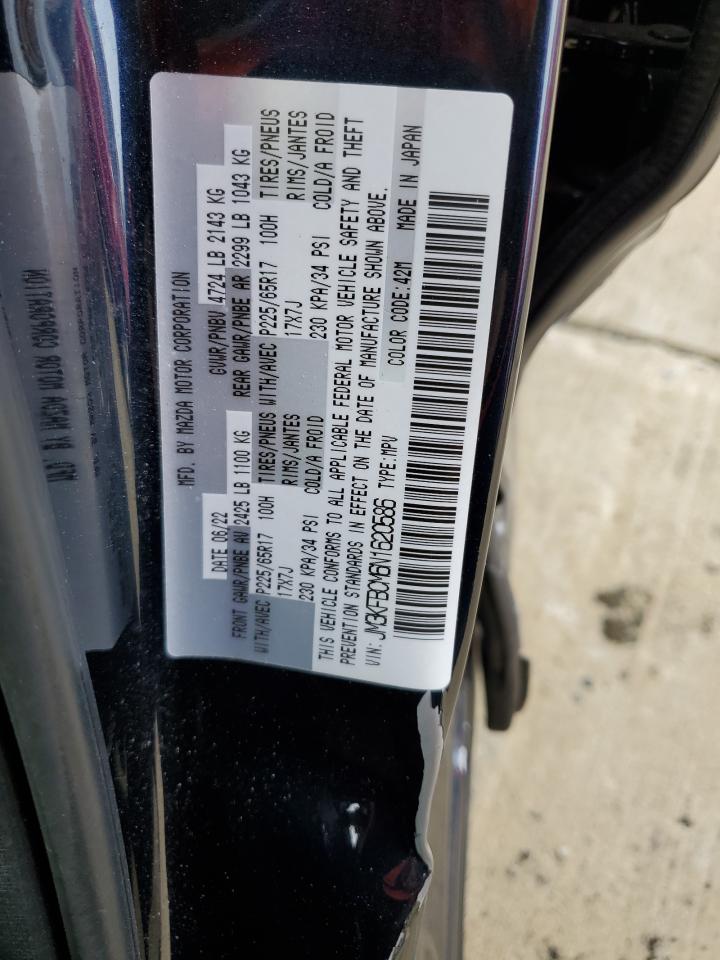 MFD. BY MAZDA MOTOR CORPORATION
DATE 06/22 GVWR/PNBV 4724 LB 2143 KG
FRONT GAWR/PNBE AV 2425 LB 1100 KG REAR GAWR/PNBE AR 2299 LB 1043 KG
WITH/AVEC P225/65R17 100H TIRES/PNEUS WITH/AVEC P225/65R17 100H TIRES/PNEUS
17X7J RIMS/JANTES 17X7J RIMS/JANTES
230 KPA/34 PSI COLD/A FROID 230 KPA/34 PSI COLD/A FROID
THIS VEHICLE CONFORMS TO ALL APPLICABLE FEDERAL MOTOR VEHICLE SAFETY AND THEFT
PREVENTION STANDARDS IN EFFECT ON THE DATE OF MANUFACTURE SHOWN ABOVE.
VIN: JM3KFBCM6N1620586 TYPE:MPV COLOR CODE:42M MADE IN JAPAN